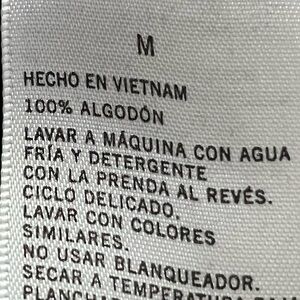 M
HECHO EN VIETNAM
100% ALGODÓN
LAVAR A MÁQUINA CON AGUA
FRÍA Y DETERGENTE
CON LA PRENDA AL REVÉS.
CICLO DELICADO.
LAVAR CON COLORES
SIMILARES.
NO USAR BLANQUEADOR.
SECAR A TEMPERATURA